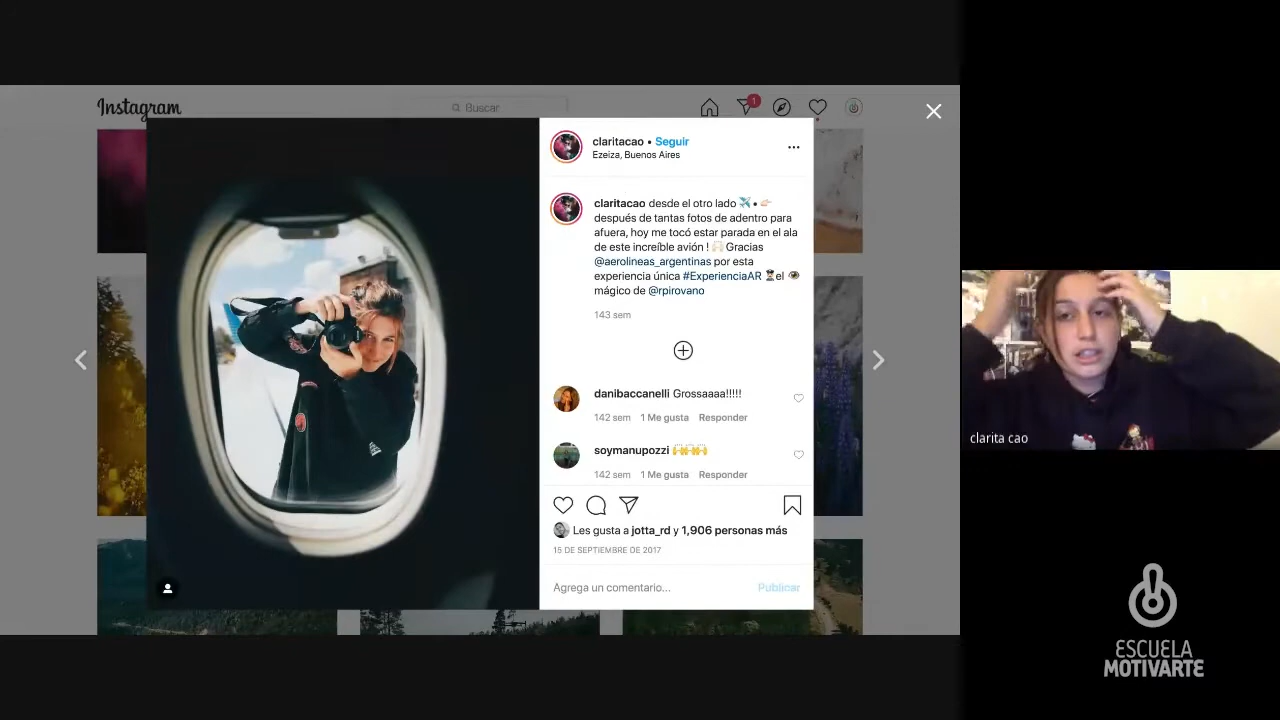 Instagram
Buscar
1
claritacao • Seguir
Ezeiza, Buenos Aires
claritacao desde el otro lado ✈️ • 👉🏻
después de tantas fotos de adentro para
afuera, hoy me tocó estar parada en el ala
de este increíble avión ! 🙌🏻 Gracias
@aerolineas_argentinas por esta
experiencia única #ExperienciaAR el 👁
mágico de @rpirovano
143 sem
danibaccanelli Grossaaaa!!!!!
142 sem 1 Me gusta Responder
soymanupozzi 🙌🙌
142 sem 1 Me gusta Responder
Les gusta a jotta_rd y 1,906 personas más
15 DE SEPTIEMBRE DE 2017
Agrega un comentario...
Publicar
clarita cao
ESCUELA
MOTIVARTE